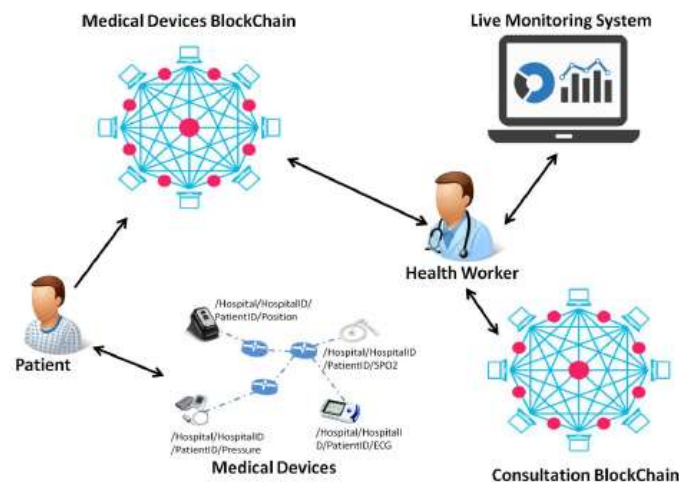 Medical Devices BlockChain
Live Monitoring System
Health Worker
Patient
/Hospital/HospitalID/
PatientID/Position
/Hospital/HospitalID
/PatientID/SPO2
/Hospital/HospitalID
/PatientID/Pressure
/Hospital/HospitalI
D/PatientID/ECG
Medical Devices
Consultation BlockChain